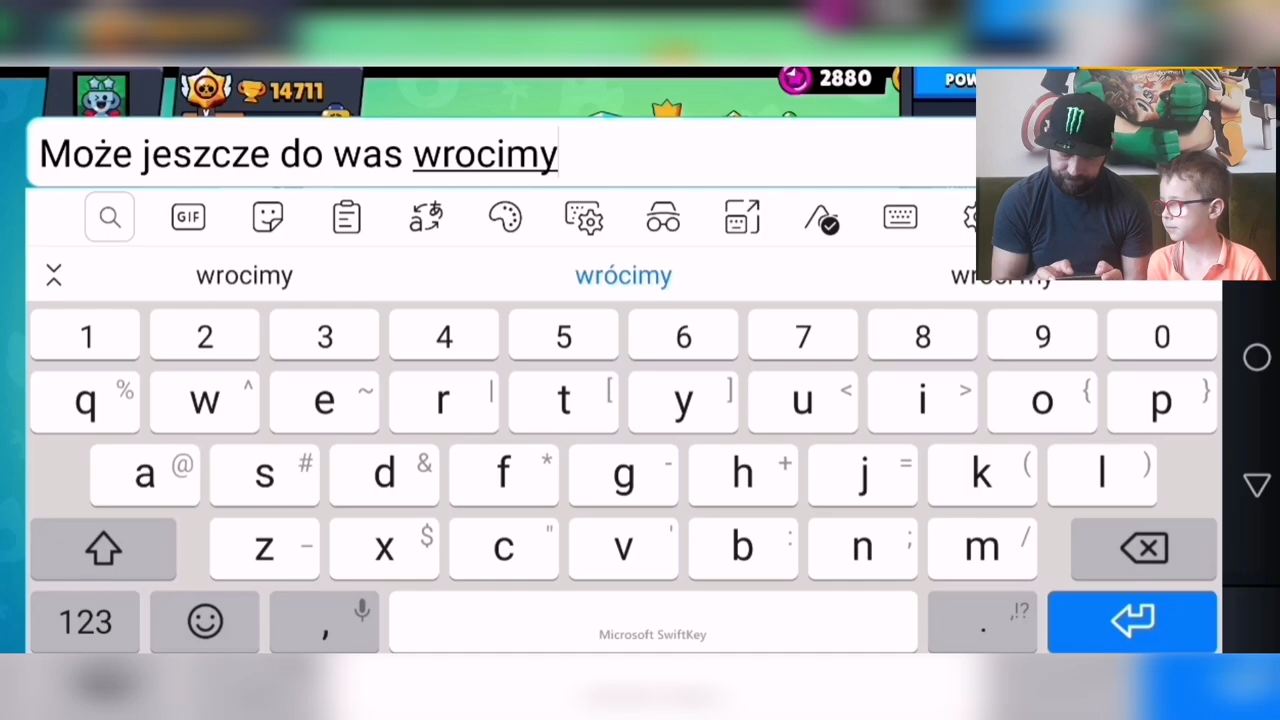 14711
2880
POW
Może jeszcze do was wrocimy
GIF
wrocimy
wrócimy
1 2 3 4 5 6 7 8 9 0
q % w ^ e ~ r | t [ y ] u < i > o { p }
a @ s # d & f * g - h + j = k ( l )
z _ x $ c " v ' b : n ; m /
123 , Microsoft SwiftKey . ,!?